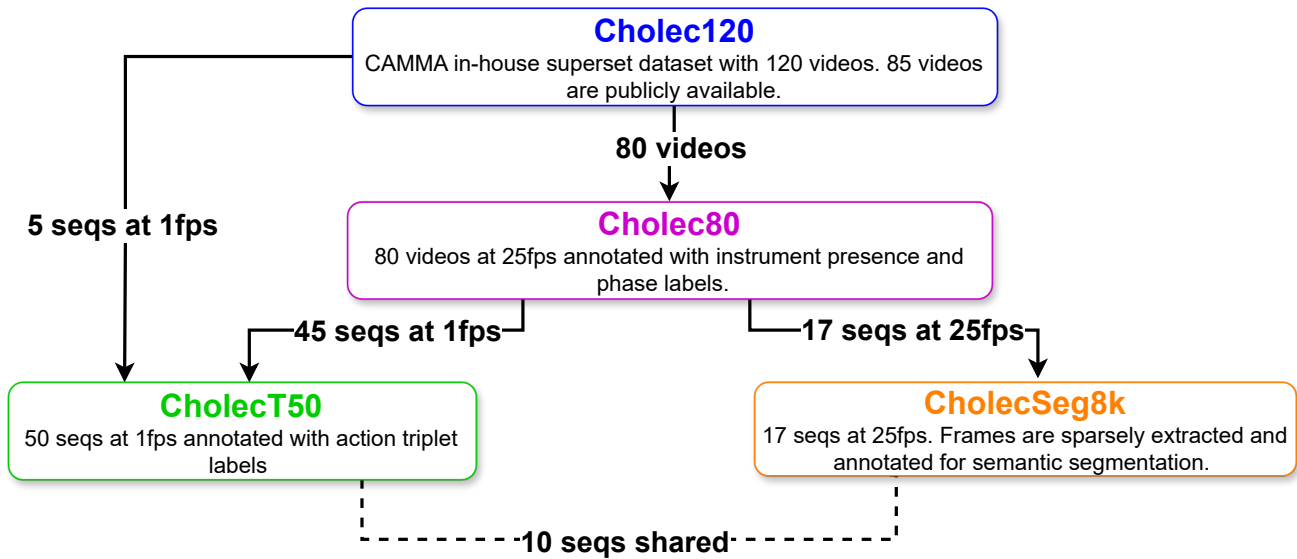 Cholec120
CAMMA in-house superset dataset with 120 videos. 85 videos
are publicly available.
80 videos
5 seqs at 1fps
Cholec80
80 videos at 25fps annotated with instrument presence and
phase labels.
45 seqs at 1fps
17 seqs at 25fps
CholecT50
50 seqs at 1fps annotated with action triplet
labels
CholecSeg8k
17 seqs at 25fps. Frames are sparsely extracted and
annotated for semantic segmentation.
10 seqs shared